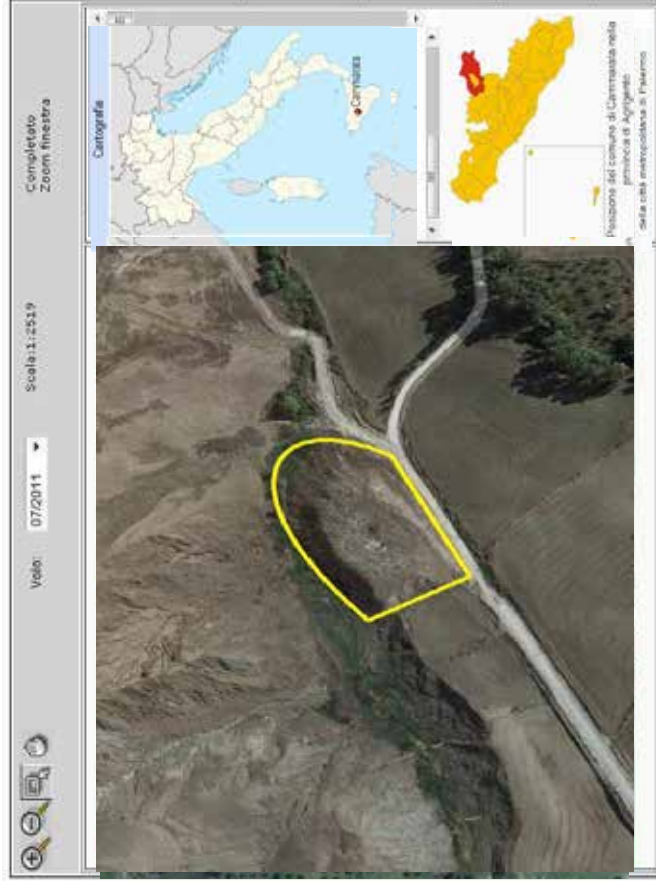 Volo: 07/2011 Scala:1:2519 Completato
Zoom finestra
Cartografia
Cammarata
Posizione del comune di Cammarata nella
provincia di Agrigento
della città metropolitana di Palermo